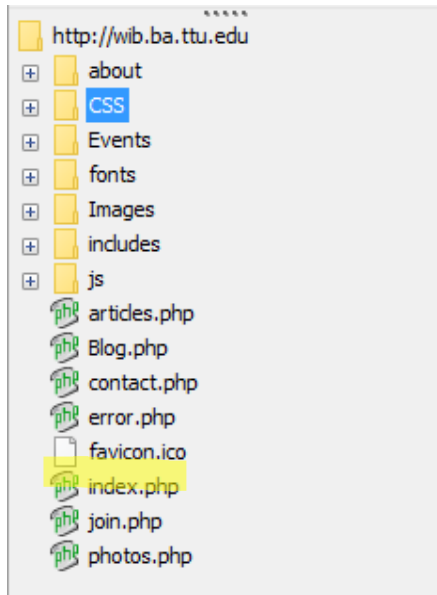 http://wib.ba.ttu.edu
about
CSS
Events
fonts
Images
includes
js
articles.php
Blog.php
contact.php
error.php
favicon.ico
index.php
join.php
photos.php